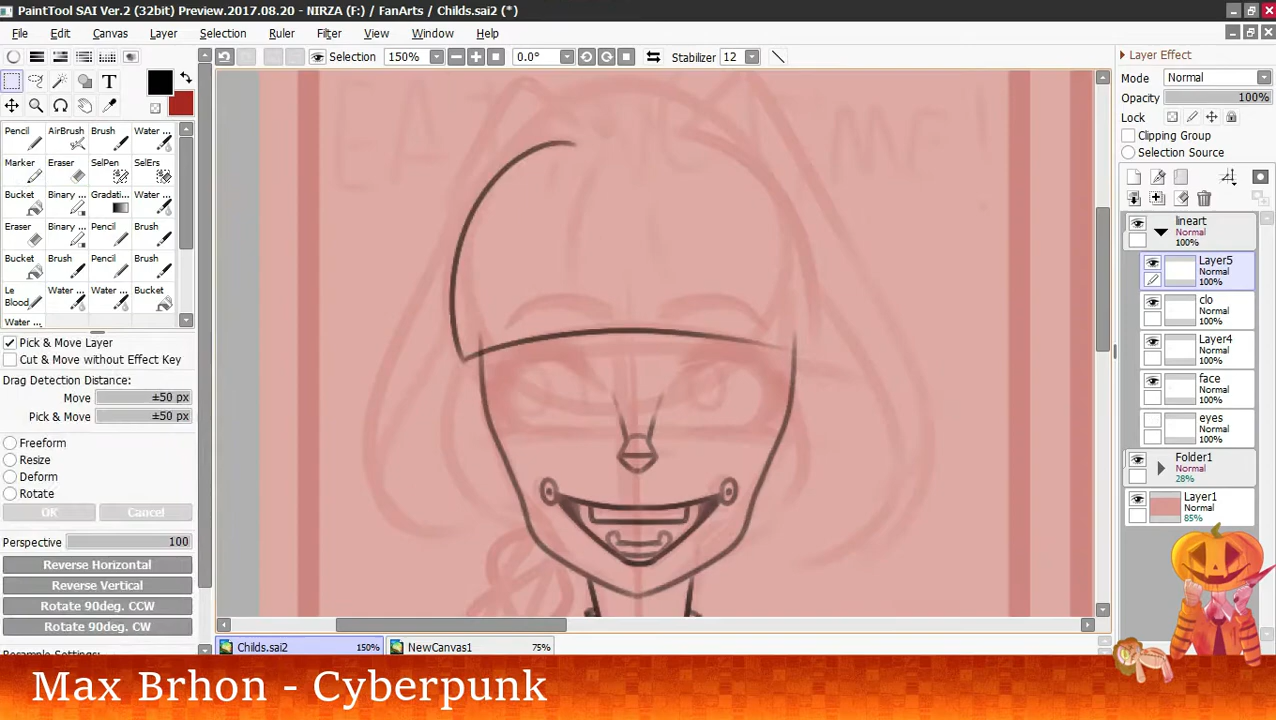 PaintTool SAI Ver.2 (32bit) Preview.2017.08.20 - NIRZA (F:) / FanArts / Childs.sai2 (*)
File Edit Canvas Layer Selection Ruler Filter View Window Help
Selection 150% 0.0° Stabilizer 12
T
Pencil AirBrush Brush Water ...
Marker Eraser SelPen SelErs
Bucket Binary ... Gradati... Water ...
Eraser Binary ... Pencil Brush
Bucket Brush Pencil Brush
Le Blood Water ... Water ... Bucket
Water ...
Pick & Move Layer
Cut & Move without Effect Key
Drag Detection Distance:
Move ±50 px
Pick & Move ±50 px
Freeform
Resize
Deform
Rotate
OK Cancel
Perspective 100
Reverse Horizontal
Reverse Vertical
Rotate 90deg. CCW
Rotate 90deg. CW
EAT ME!
Layer Effect
Mode Normal
Opacity 100%
Lock
Clipping Group
Selection Source
lineart
Normal
100%
Layer5
Normal
100%
clo
Normal
100%
Layer4
Normal
100%
face
Normal
100%
eyes
Normal
100%
Folder1
Normal
28%
Layer1
Normal
85%
Childs.sai2 150% NewCanvas1 75%
Max Brhon - Cyberpunk